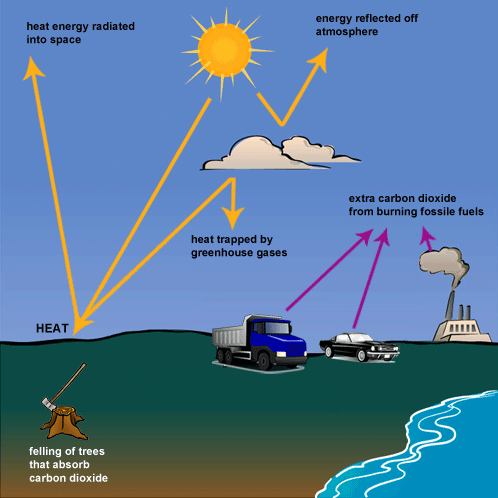 heat energy radiated
into space
energy reflected off
atmosphere
extra carbon dioxide
from burning fossile fuels
heat trapped by
greenhouse gases
HEAT
felling of trees
that absorb
carbon dioxide